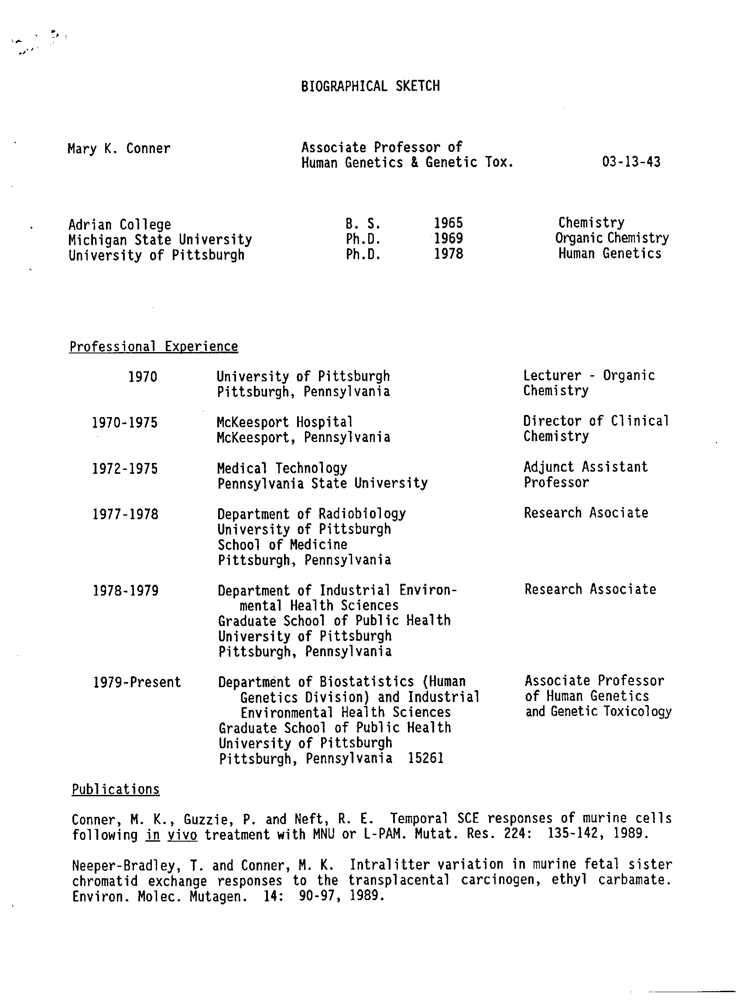 BIOGRAPHICAL SKETCH
Mary K. Conner Associate Professor of
Human Genetics & Genetic Tox. 03-13-43
Adrian College B. S. 1965 Chemistry
Michigan State University Ph.D. 1969 Organic Chemistry
University of Pittsburgh Ph.D. 1978 Human Genetics
Professional Experience
1970 University of Pittsburgh Lecturer - Organic
Pittsburgh, Pennsylvania Chemistry
1970-1975 McKeesport Hospital Director of Clinical
McKeesport, Pennsylvania Chemistry
1972-1975 Medical Technology Adjunct Assistant
Pennsylvania State University Professor
1977-1978 Department of Radiobiology Research Asociate
University of Pittsburgh
School of Medicine
Pittsburgh, Pennsylvania
1978-1979 Department of Industrial Environ- Research Associate
mental Health Sciences
Graduate School of Public Health
University of Pittsburgh
Pittsburgh, Pennsylvania
1979-Present Department of Biostatistics (Human Associate Professor
Genetics Division) and Industrial of Human Genetics
Environmental Health Sciences and Genetic Toxicology
Graduate School of Public Health
University of Pittsburgh
Pittsburgh, Pennsylvania 15261
Publications
Conner, M. K., Guzzie, P. and Neft, R. E. Temporal SCE responses of murine cells
following in vivo treatment with MNU or L-PAM. Mutat. Res. 224: 135-142, 1989.
Neeper-Bradley, T. and Conner, M. K. Intralitter variation in murine fetal sister
chromatid exchange responses to the transplacental carcinogen, ethyl carbamate.
Environ. Molec. Mutagen. 14: 90-97, 1989.